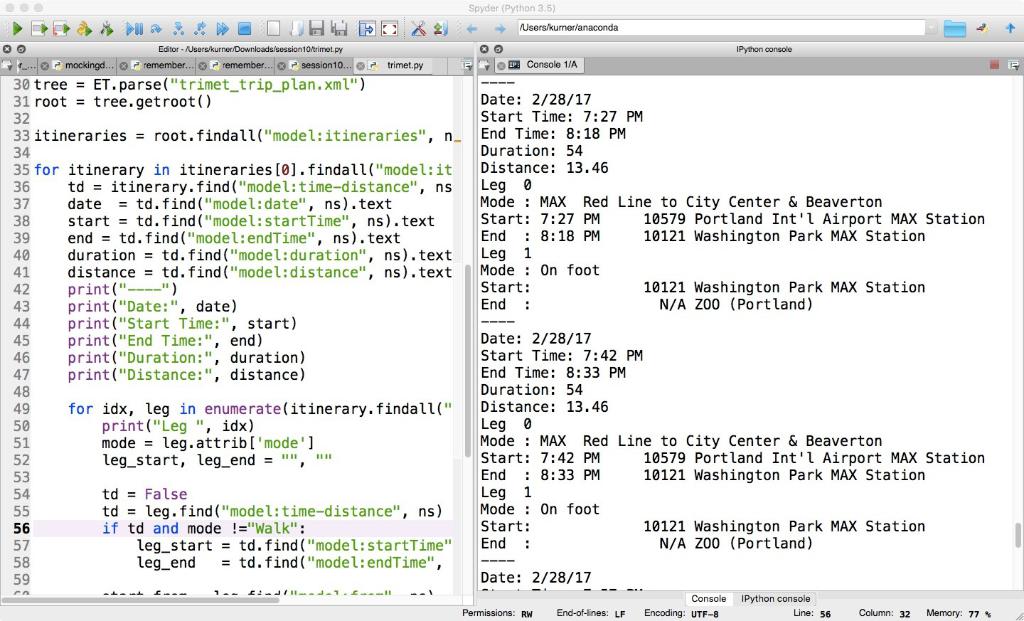 Spyder (Python 3.5)
/Users/kurner/anaconda
Editor - /Users/kurner/Downloads/session10/trimet.py
r_...
mockingd...
remember...
remember...
session10...
trimet.py
30 tree = ET.parse("trimet_trip_plan.xml")
31 root = tree.getroot()
32
33 itineraries = root.findall("model:itineraries", n
34
35 for itinerary in itineraries[0].findall("model:it
36 td = itinerary.find("model:time-distance", ns
37 date = td.find("model:date", ns).text
38 start = td.find("model:startTime", ns).text
39 end = td.find("model:endTime", ns).text
40 duration = td.find("model:duration", ns).text
41 distance = td.find("model:distance", ns).text
42 print("----")
43 print("Date:", date)
44 print("Start Time:", start)
45 print("End Time:", end)
46 print("Duration:", duration)
47 print("Distance:", distance)
48
49 for idx, leg in enumerate(itinerary.findall("
50 print("Leg ", idx)
51 mode = leg.attrib['mode']
52 leg_start, leg_end = "", ""
53
54 td = False
55 td = leg.find("model:time-distance", ns)
56 if td and mode !="Walk":
57 leg_start = td.find("model:startTime"
58 leg_end = td.find("model:endTime",
59
IPython console
Console 1/A
----
Date: 2/28/17
Start Time: 7:27 PM
End Time: 8:18 PM
Duration: 54
Distance: 13.46
Leg 0
Mode : MAX Red Line to City Center & Beaverton
Start: 7:27 PM 10579 Portland Int'l Airport MAX Station
End : 8:18 PM 10121 Washington Park MAX Station
Leg 1
Mode : On foot
Start: 10121 Washington Park MAX Station
End : N/A ZOO (Portland)
----
Date: 2/28/17
Start Time: 7:42 PM
End Time: 8:33 PM
Duration: 54
Distance: 13.46
Leg 0
Mode : MAX Red Line to City Center & Beaverton
Start: 7:42 PM 10579 Portland Int'l Airport MAX Station
End : 8:33 PM 10121 Washington Park MAX Station
Leg 1
Mode : On foot
Start: 10121 Washington Park MAX Station
End : N/A ZOO (Portland)
----
Date: 2/28/17
Console IPython console
Permissions: RW End-of-lines: LF Encoding: UTF-8 Line: 56 Column: 32 Memory: 77 %